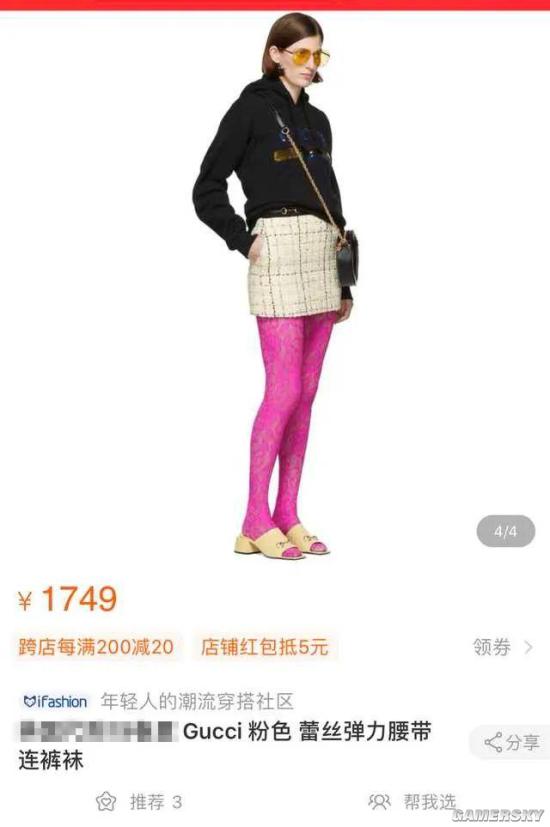 4/4
¥ 1749
跨店每满200减20 店铺红包抵5元 领券
iFashion 年轻人的潮流穿搭社区
Gucci 粉色 蕾丝弹力腰带
连裤袜
分享
推荐 3 帮我选
GAMERSKY